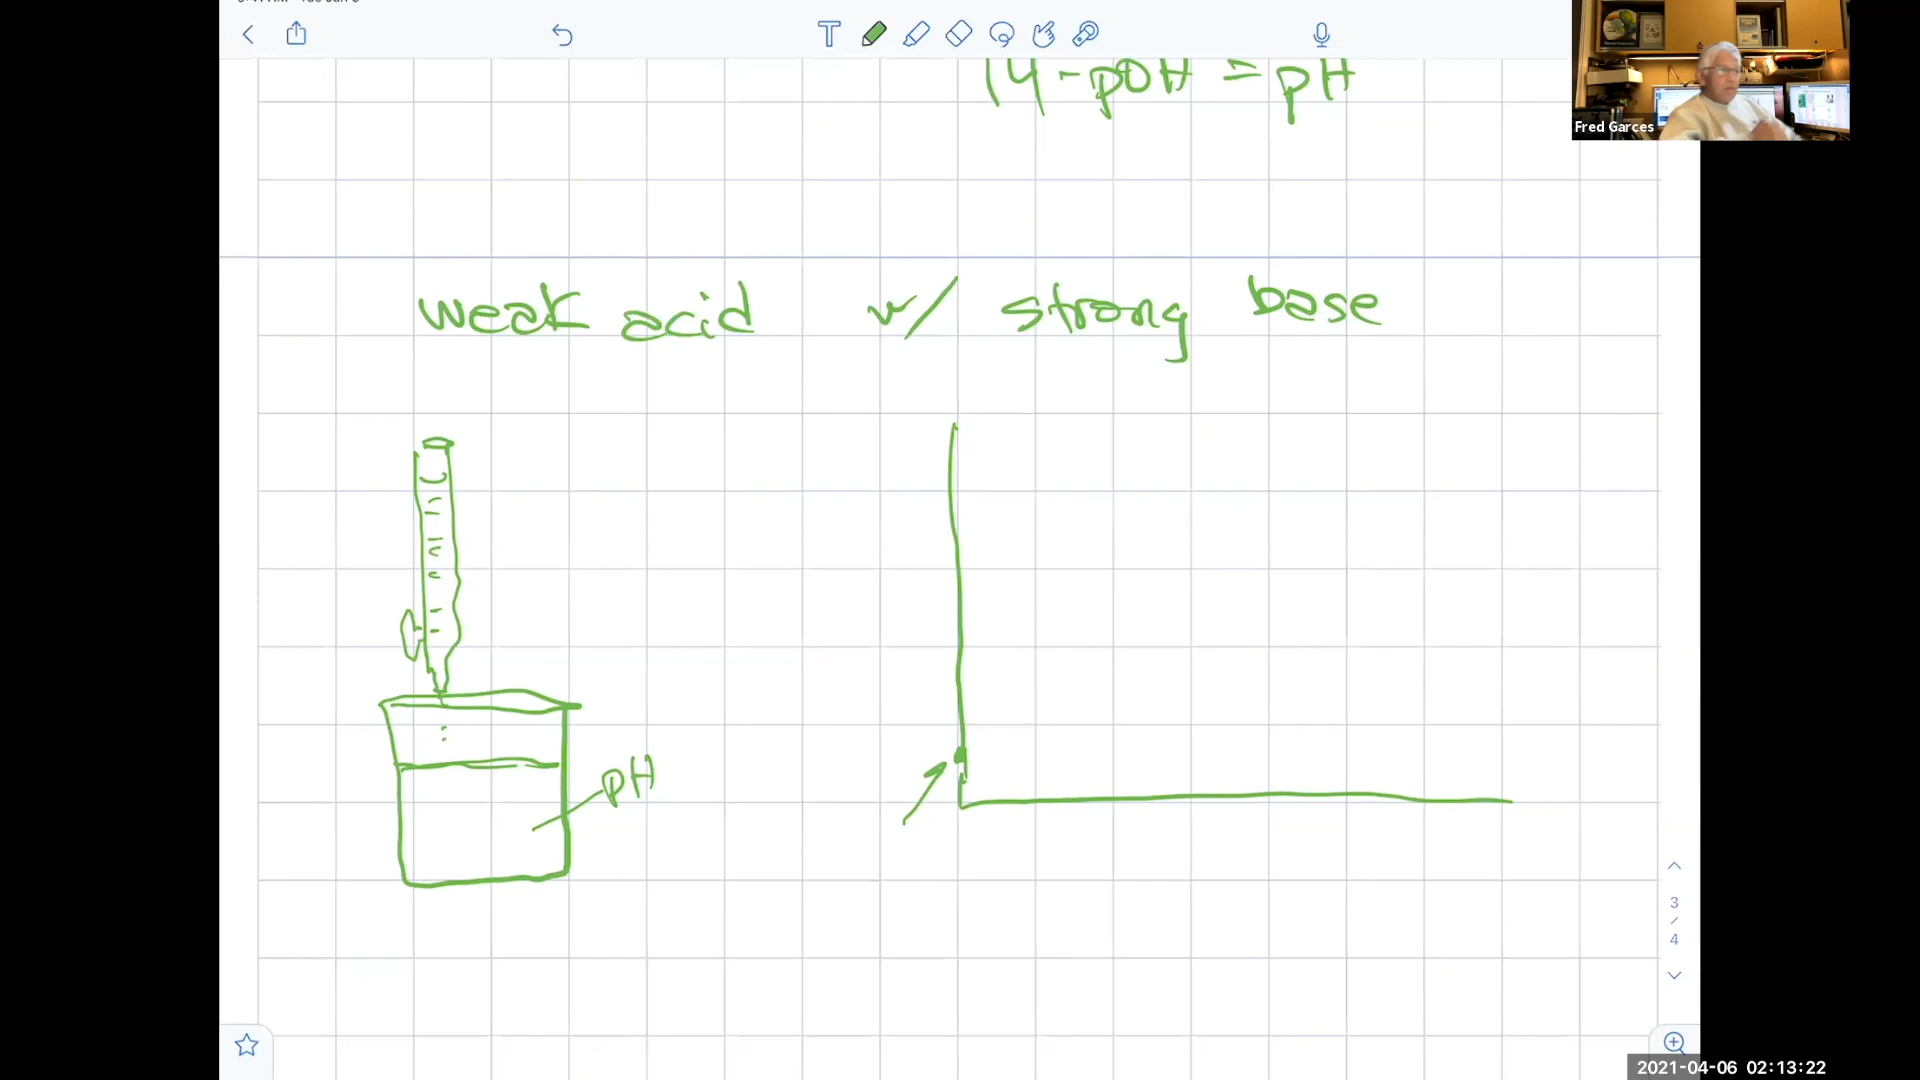 14-pOH = pH
Fred Garces
weak acid w/ strong base
pH
3
/
4
2021-04-06 02:13:22